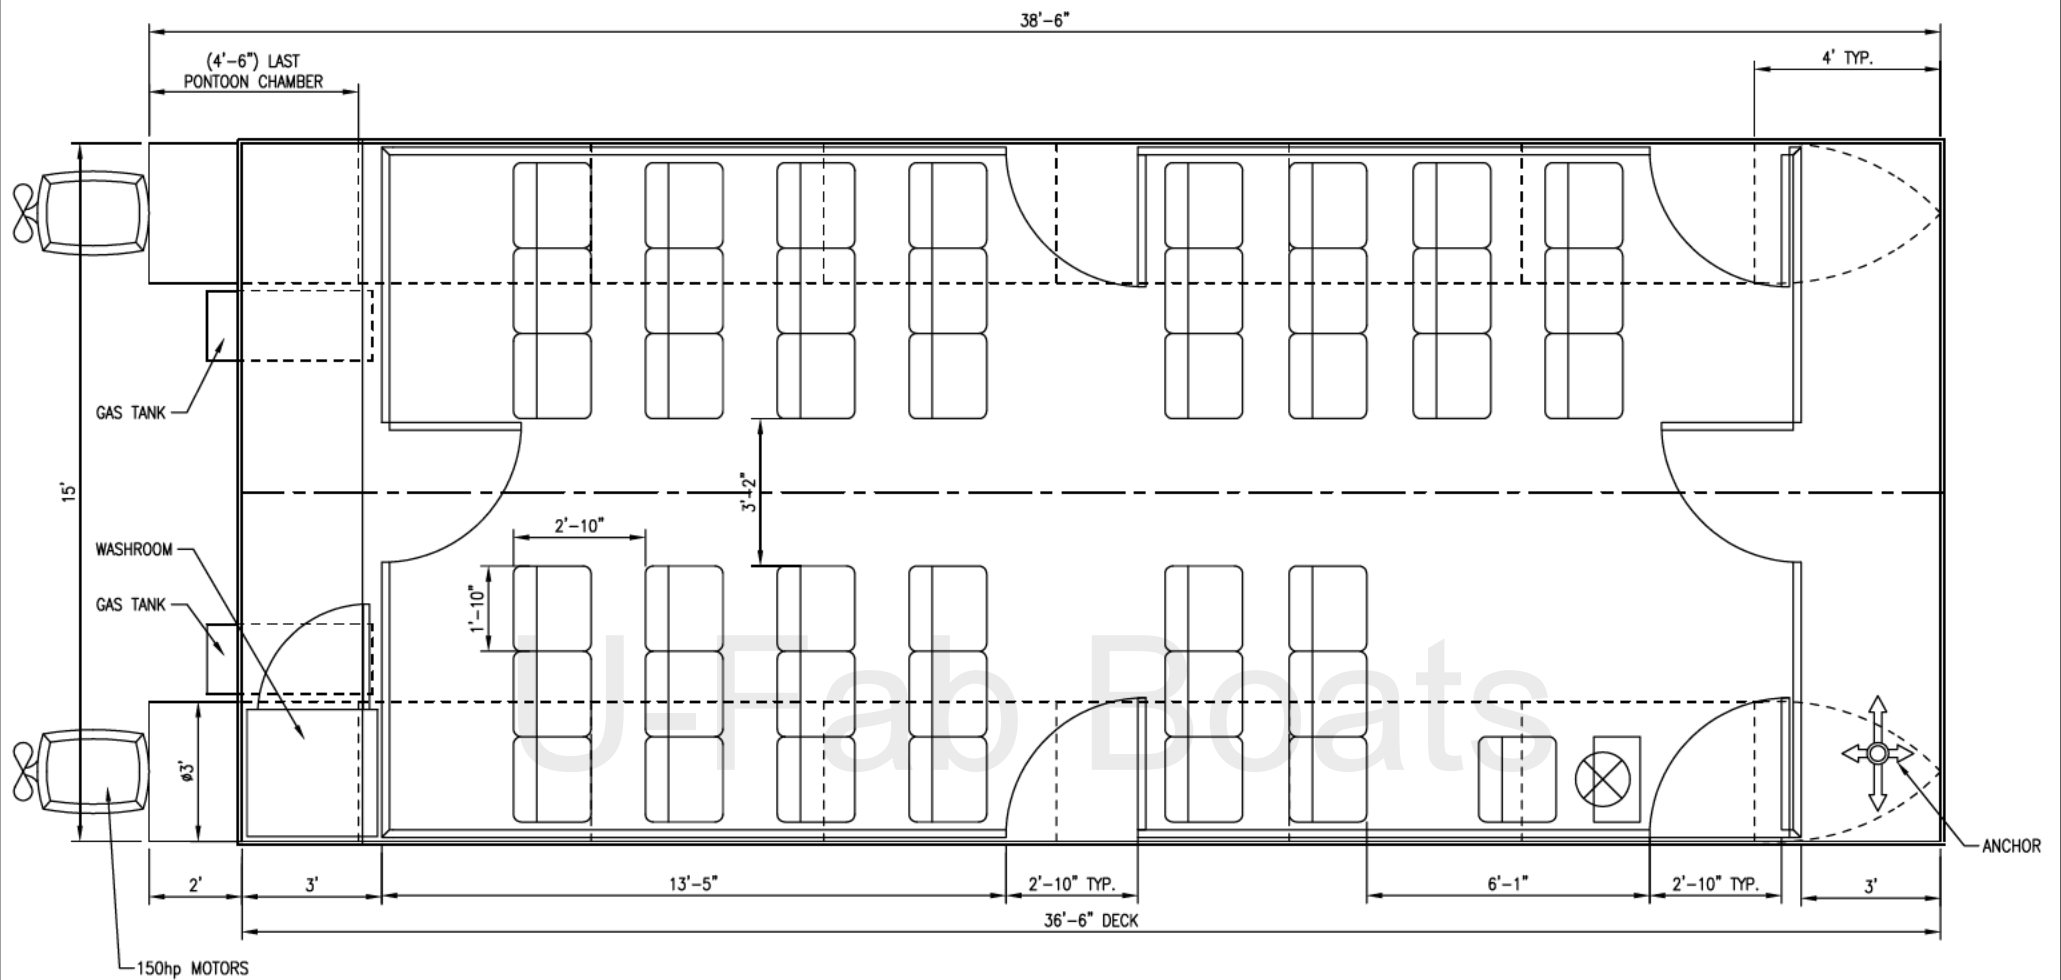 38'-6"
(4'-6") LAST
PONTOON CHAMBER
4' TYP.
GAS TANK
15'
3'-2"
2'-10"
WASHROOM
1'-10"
GAS TANK
U-Fab Boats
ø3'
ANCHOR
2'
3'
13'-5"
2'-10" TYP.
6'-1"
2'-10" TYP.
3'
36'-6" DECK
150hp MOTORS